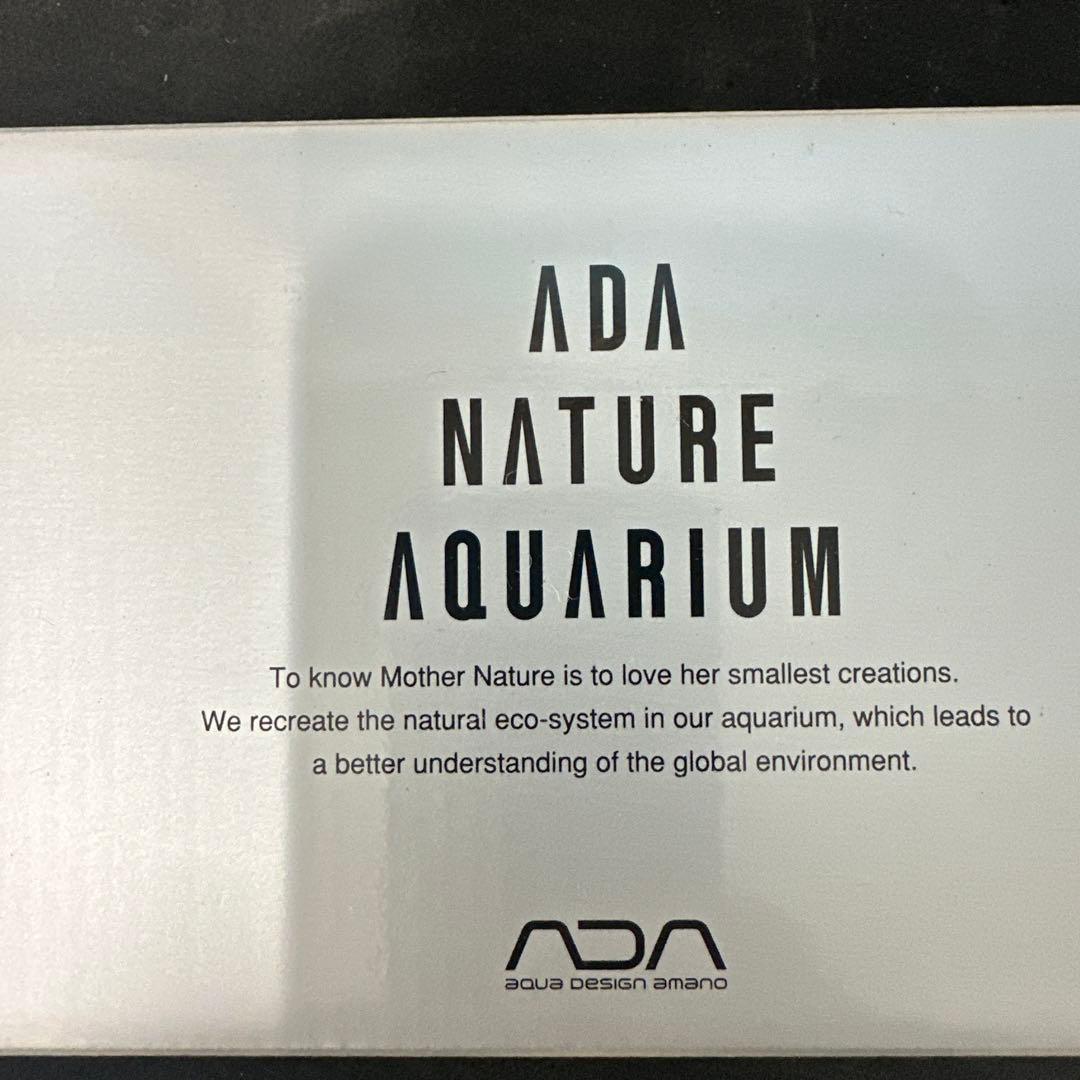 ADA
NATURE
AQUARIUM
To know Mother Nature is to love her smallest creations.
We recreate the natural eco-system in our aquarium, which leads to
a better understanding of the global environment.
ADA
aqua Design amano